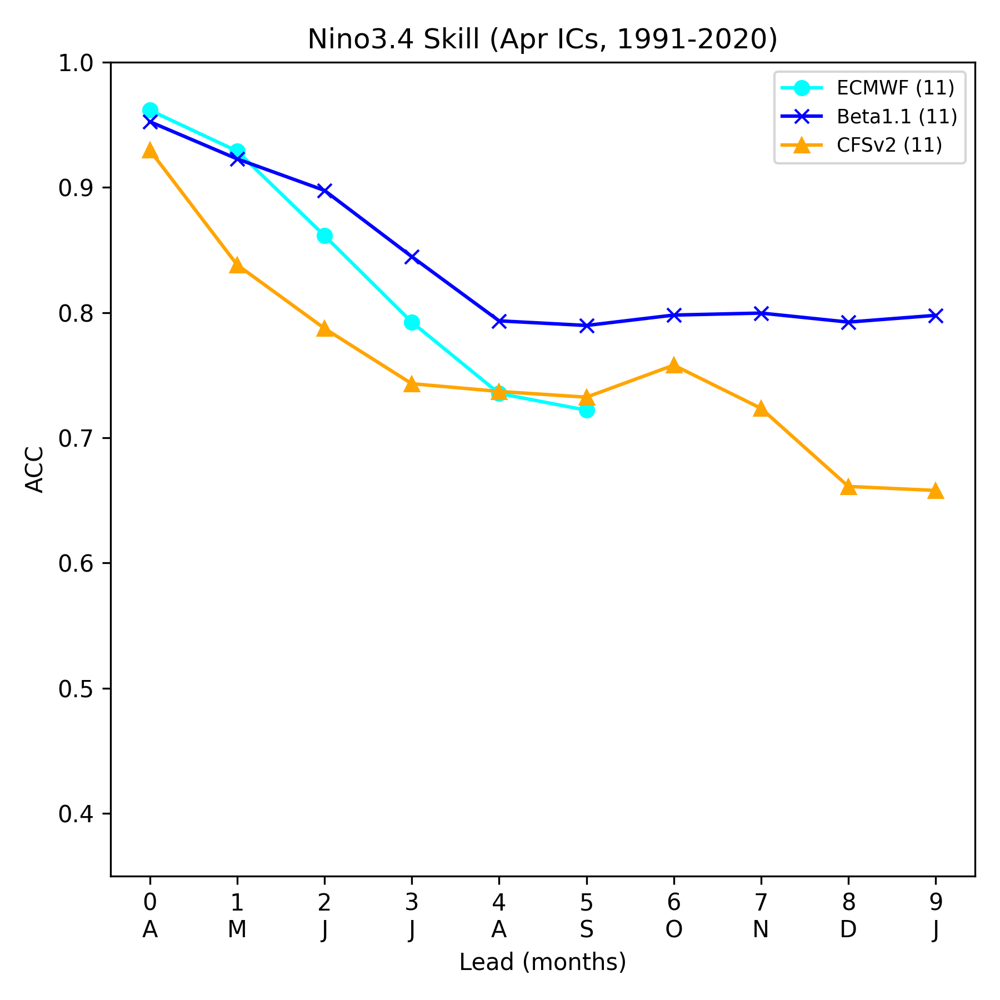 Nino3.4 Skill (Apr ICs, 1991-2020)
ECMWF (11)
Beta1.1 (11)
CFSv2 (11)
ACC
1.0
0.9
0.8
0.7
0.6
0.5
0.4
0 1 2 3 4 5 6 7 8 9
A M J J A S O N D J
Lead (months)